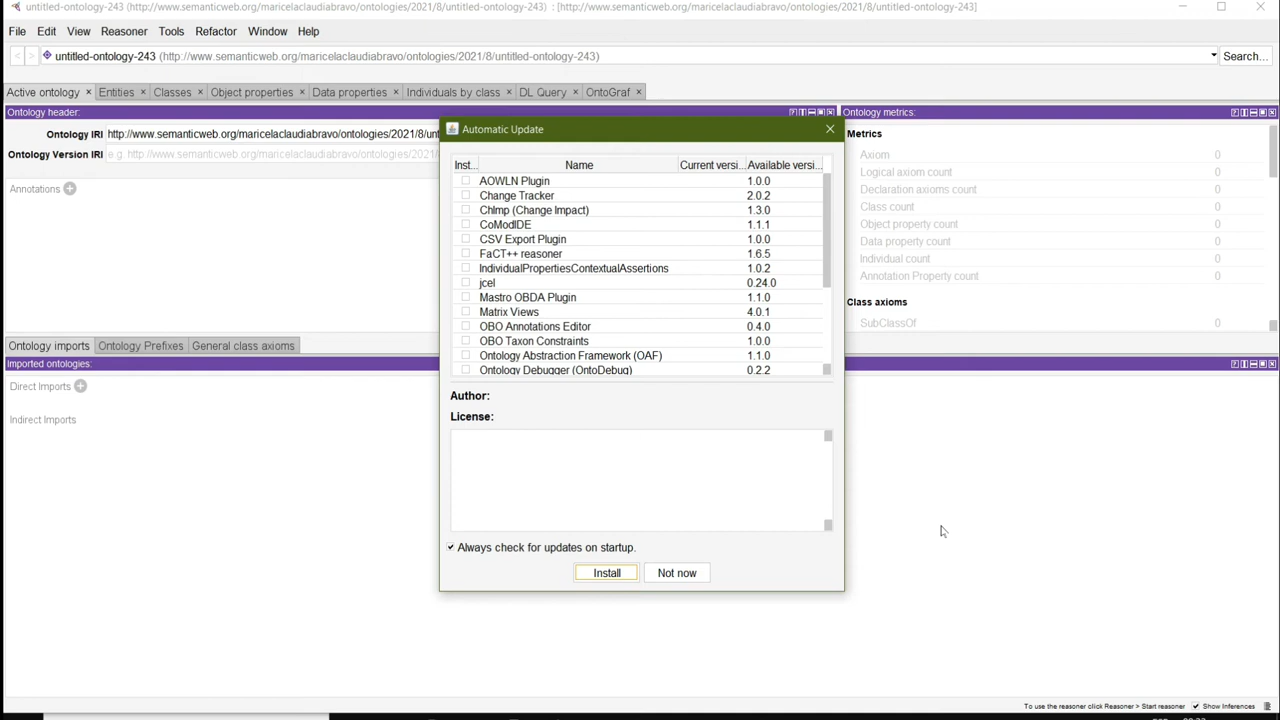 untitled-ontology-243 (http://www.semanticweb.org/maricelaclaudiabravo/ontologies/2021/8/untitled-ontology-243) : [http://www.semanticweb.org/maricelaclaudiabravo/ontologies/2021/8/untitled-ontology-243]
File Edit View Reasoner Tools Refactor Window Help
untitled-ontology-243 (http://www.semanticweb.org/maricelaclaudiabravo/ontologies/2021/8/untitled-ontology-243) Search...
Active ontology × Entities × Classes × Object properties × Data properties × Individuals by class × DL Query × OntoGraf ×
Ontology header:
Ontology IRI http://www.semanticweb.org/maricelaclaudiabravo/ontologies/2021/8/unt
Ontology Version IRI e.g. http://www.semanticweb.org/maricelaclaudiabravo/ontologies/2021/8/unt
Annotations
Automatic Update
Inst... Name Current versi... Available versi...
AOWLN Plugin 1.0.0
Change Tracker 2.0.2
ChImp (Change Impact) 1.3.0
CoModIDE 1.1.1
CSV Export Plugin 1.0.0
FaCT++ reasoner 1.6.5
IndividualPropertiesContextualAssertions 1.0.2
jcel 0.24.0
Mastro OBDA Plugin 1.1.0
Matrix Views 4.0.1
OBO Annotations Editor 0.4.0
OBO Taxon Constraints 1.0.0
Ontology Abstraction Framework (OAF) 1.1.0
Ontology Debugger (OntoDebug) 0.2.2
Author:
License:
Always check for updates on startup.
Install Not now
Ontology metrics:
Metrics
Axiom 0
Logical axiom count 0
Declaration axioms count 0
Class count 0
Object property count 0
Data property count 0
Individual count 0
Annotation Property count 0
Class axioms
SubClassOf 0
Ontology imports Ontology Prefixes General class axioms
Imported ontologies:
Direct Imports
Indirect Imports
To use the reasoner click Reasoner > Start reasoner Show Inferences